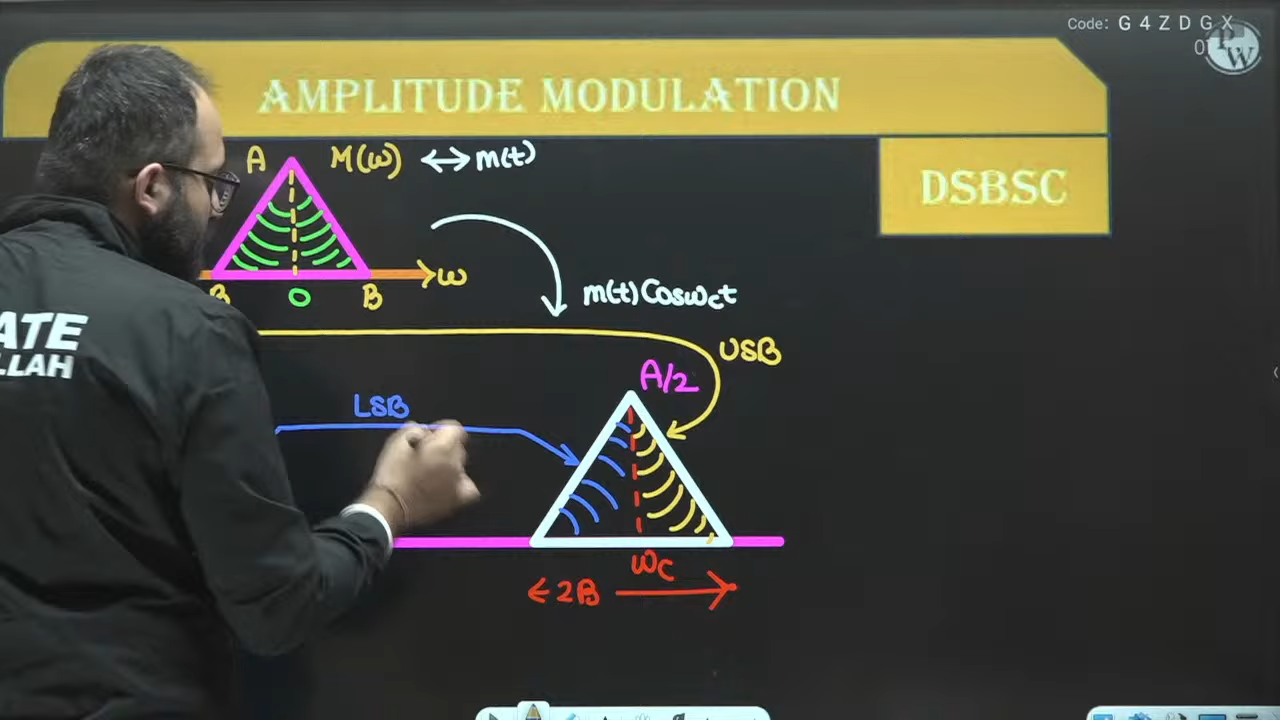 Code: G 4 Z D G X
AMPLITUDE MODULATION
DSBSC
A M(ω) ↔ m(t)
ω
B 0 B
m(t) Cosωct
USB
A/2
LSB
ωc
2B
ATE
LLAH
W